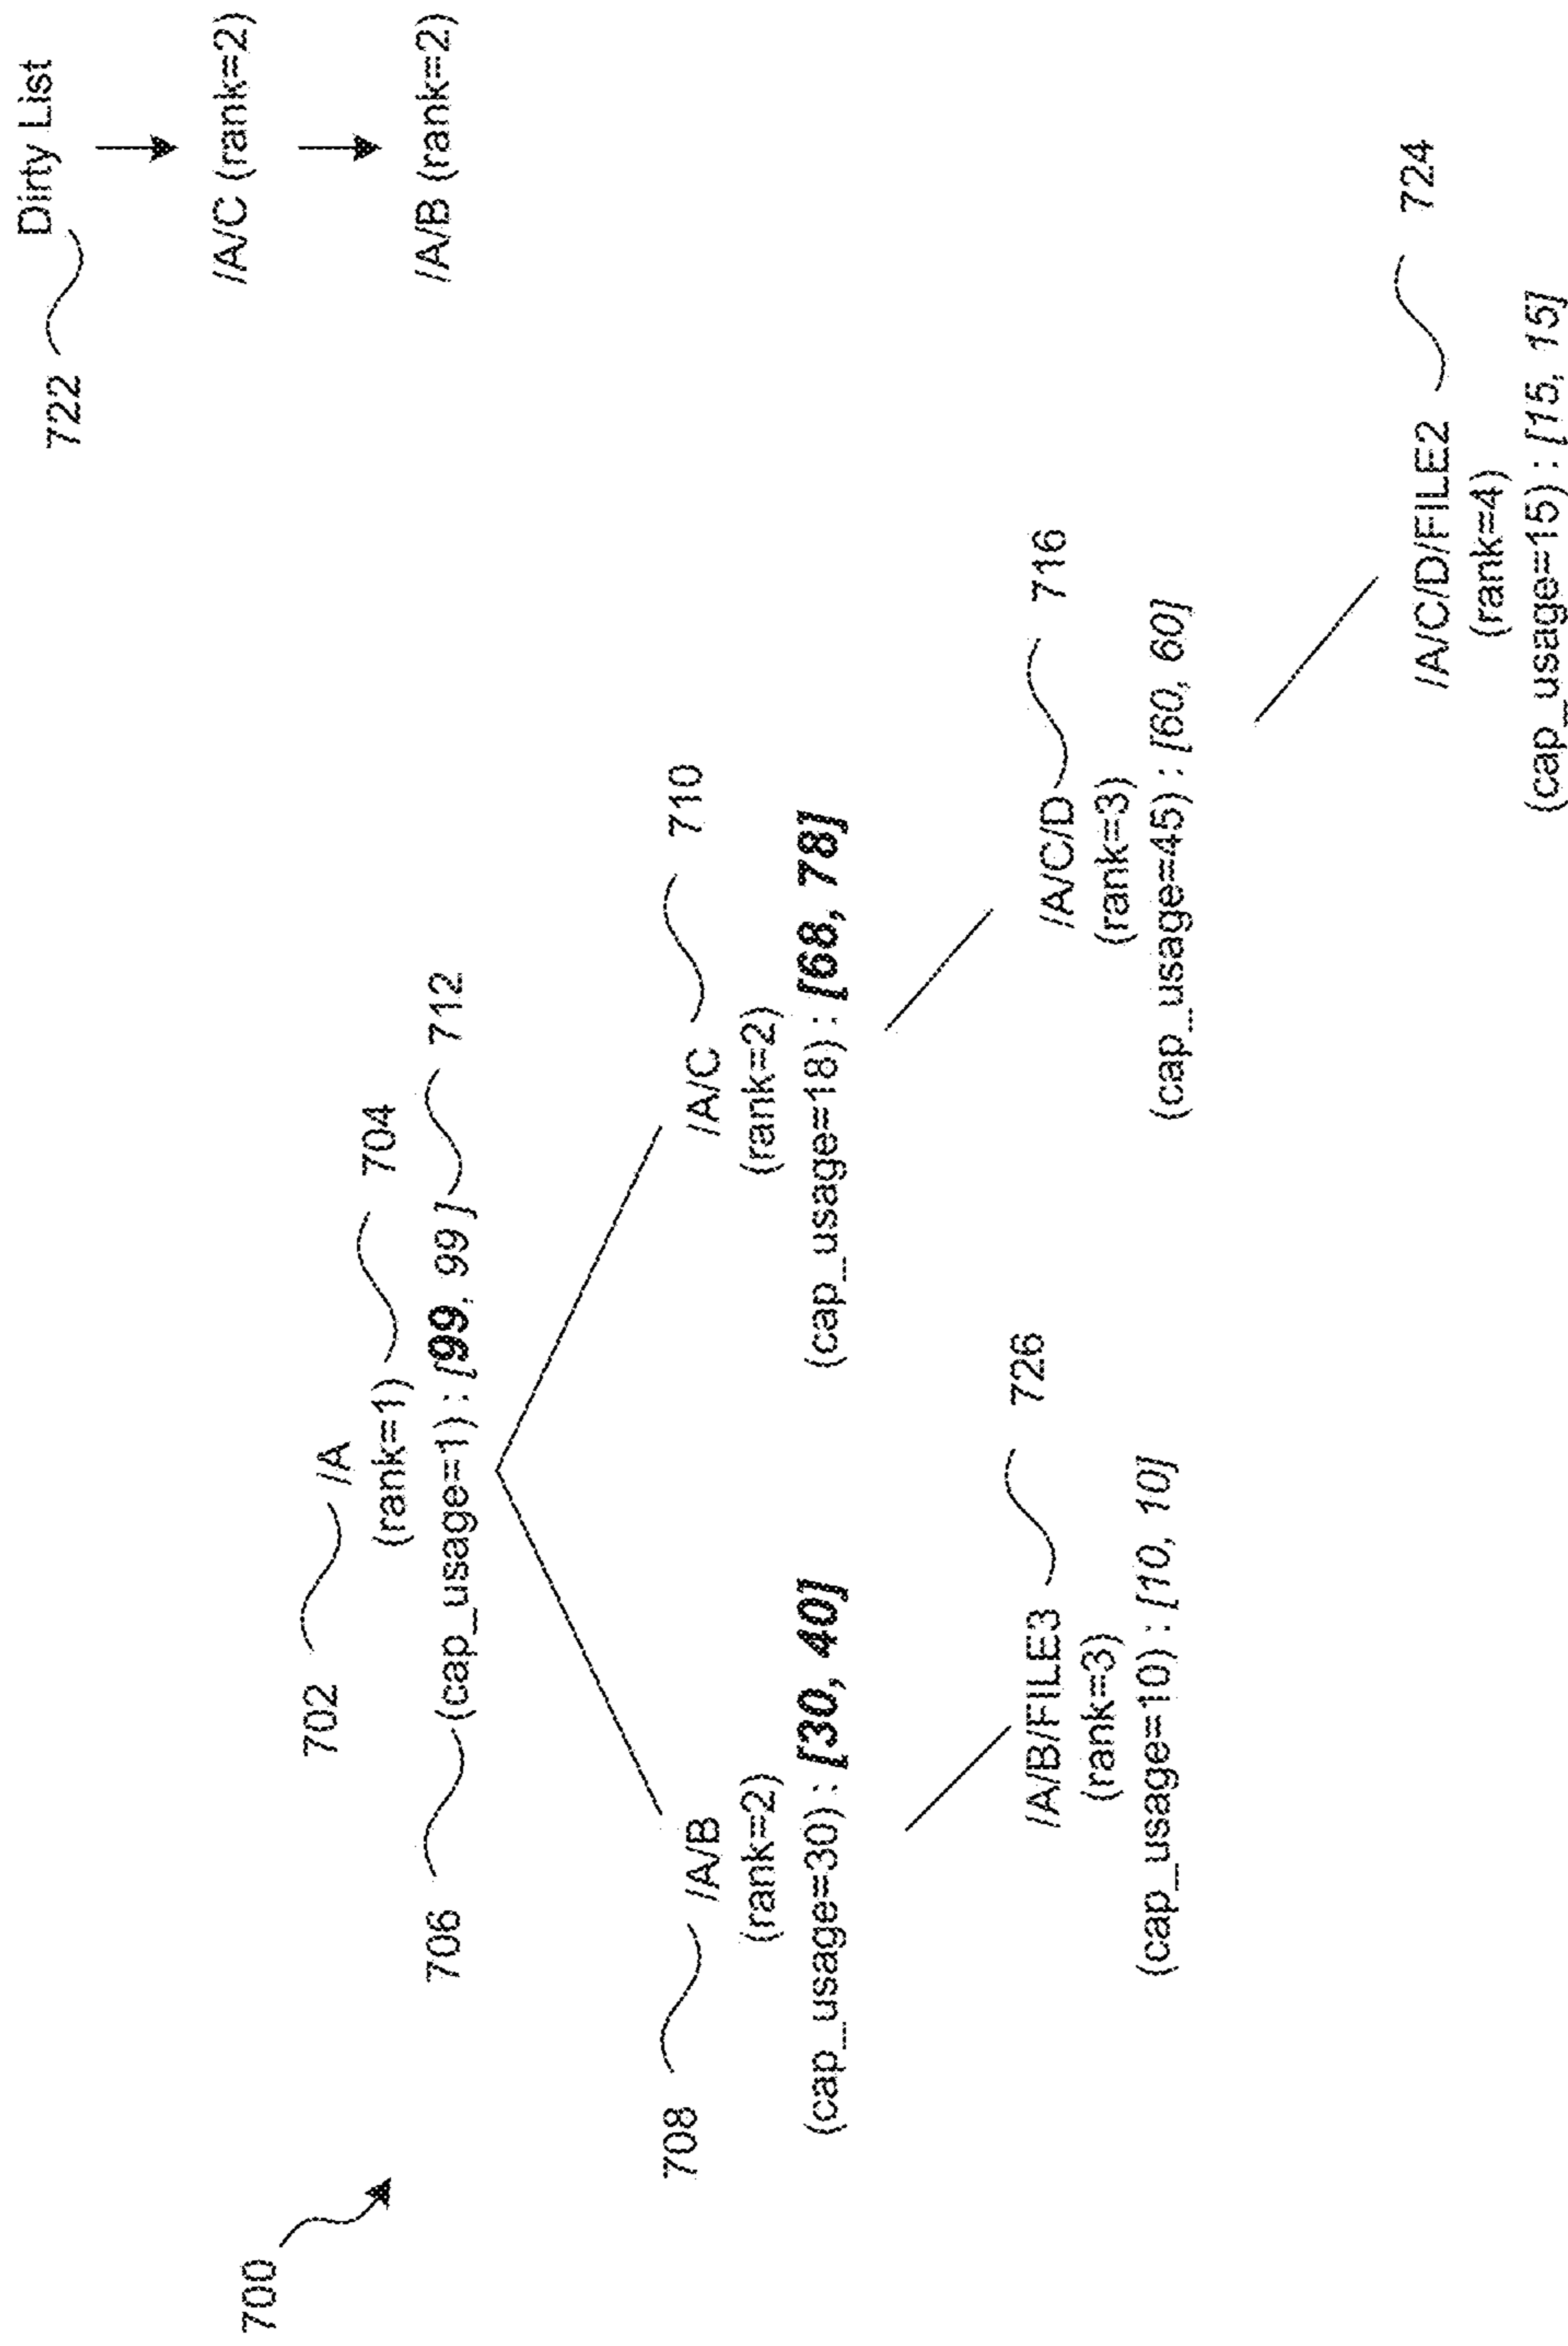 700
Dirty List
722
/A/C (rank=2)
/A/B (rank=2)
702
/A
(rank=1)
704
706
(cap_usage=1) : [99, 99]
712
708
/A/B
(rank=2)
(cap_usage=30) : [30, 40]
/A/C
710
(rank=2)
(cap_usage=18) : [68, 78]
726
/A/B/FILE3
(rank=3)
(cap_usage=10) : [10, 10]
/A/C/D
716
(rank=3)
(cap_usage=45) : [60, 60]
/A/C/D/FILE2
724
(rank=4)
(cap_usage=15) : [15, 15]